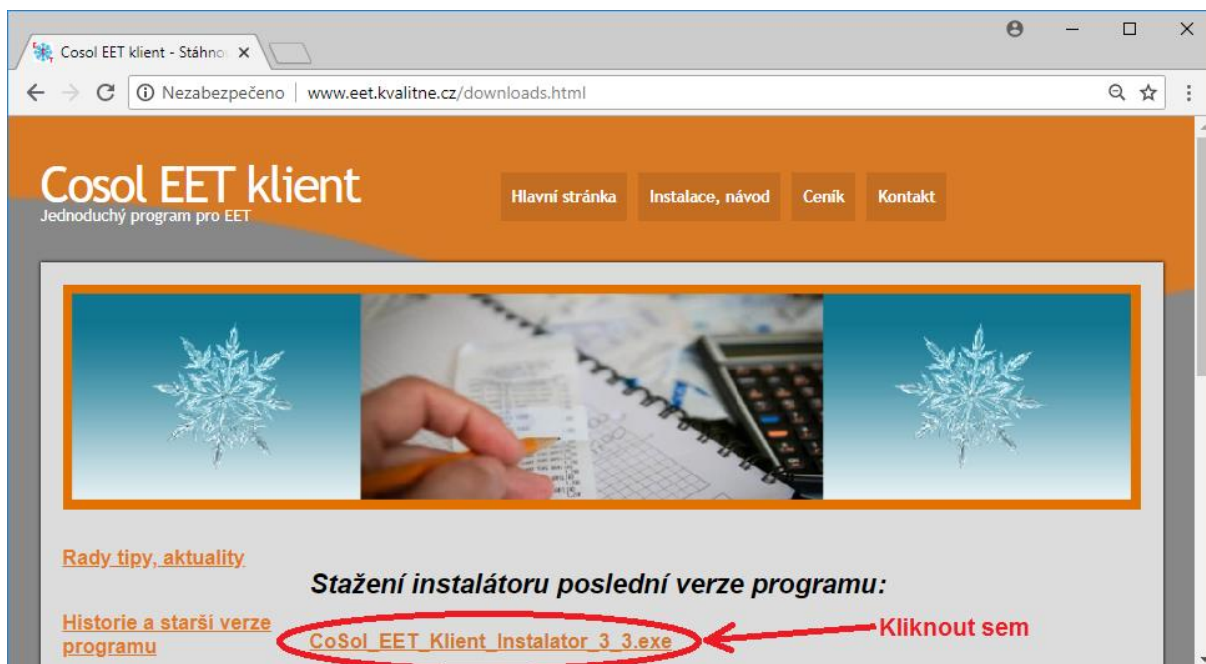 Cosol EET klient - Stáhno
Nezabezpečeno | www.eet.kvalitne.cz/downloads.html
Cosol EET klient
Jednoduchý program pro EET
Hlavní stránka
Instalace, návod
Ceník
Kontakt
Rady tipy, aktuality
Stažení instalátoru poslední verze programu:
Historie a starší verze
programu
CoSol_EET_Klient_Instalator_3_3.exe
Kliknout sem